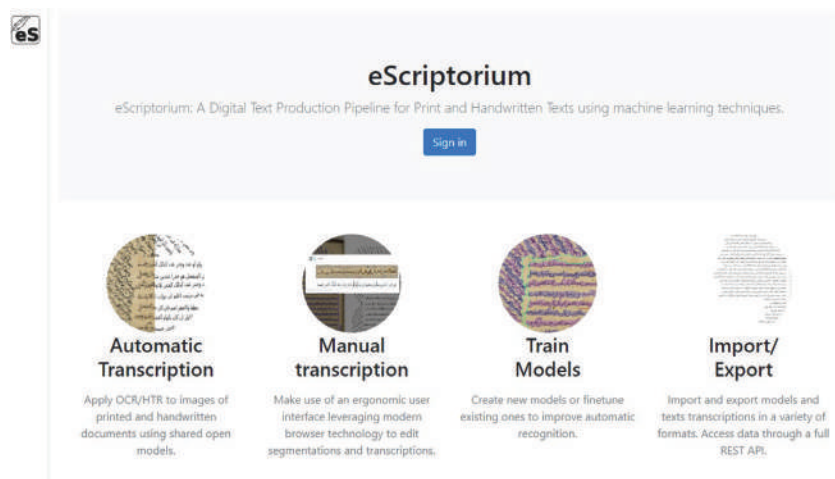 eS
eScriptorium
eScriptorium: A Digital Text Production Pipeline for Print and Handwritten Texts using machine learning techniques.
Sign in
Automatic
Transcription
Apply OCR/HTR to images of
printed and handwritten
documents using shared open
models.
Manual
transcription
Make use of an ergonomic user
interface leveraging modern
browser technology to edit
segmentations and transcriptions.
Train
Models
Create new models or finetune
existing ones to improve automatic
recognition.
Import/
Export
Import and export models and
texts transcriptions in a variety of
formats. Access data through a full
REST API.